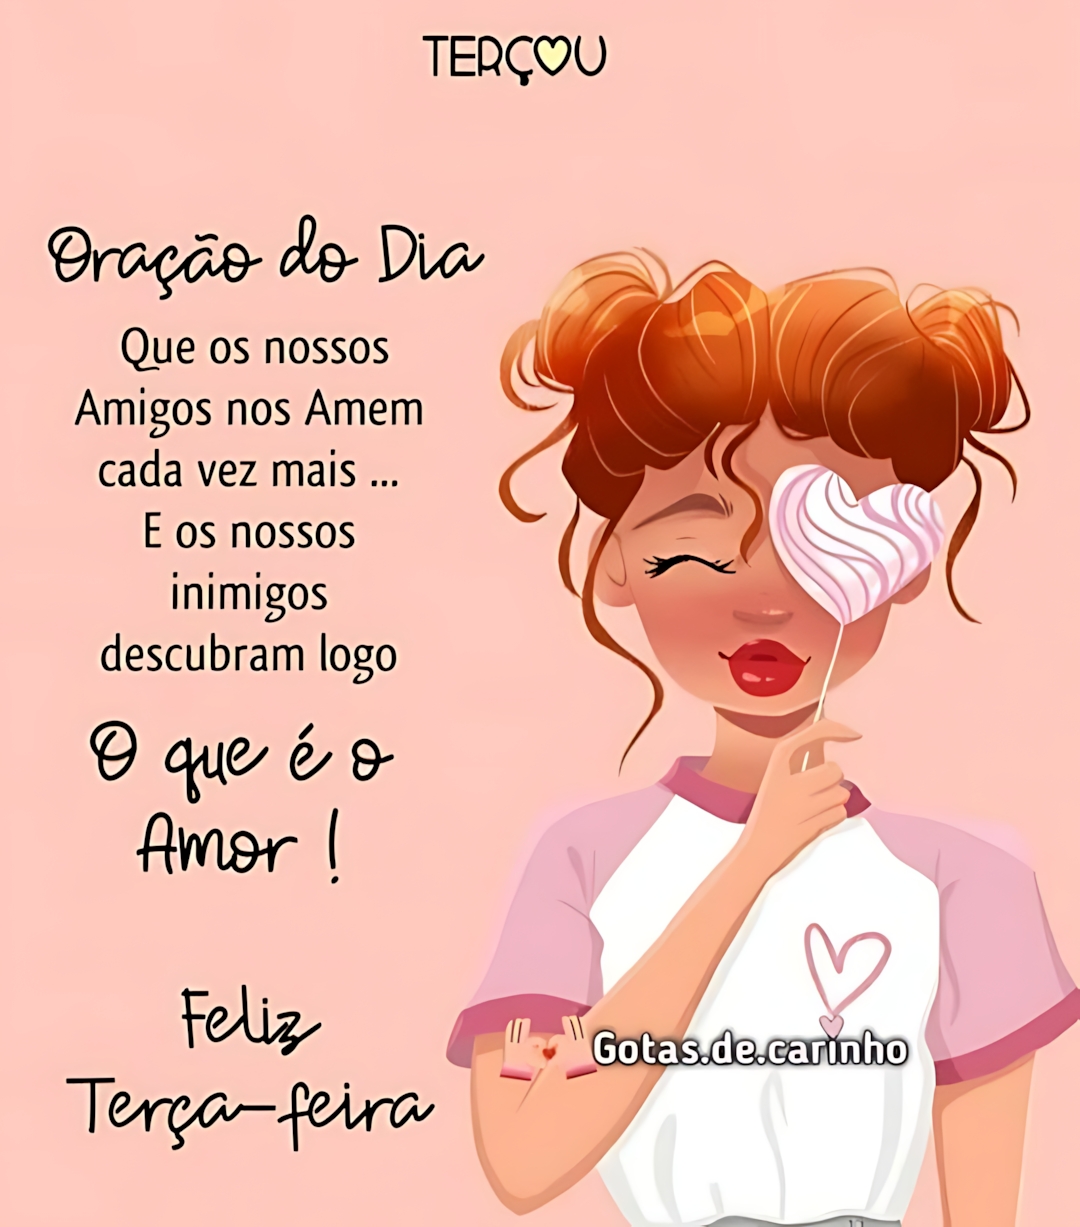 TERÇOU
Oração do Dia
Que os nossos
Amigos nos Amem
cada vez mais ...
E os nossos
inimigos
descubram logo
O que é o
Amor !
Feliz
Terça-feira
Gotas.de.carinho